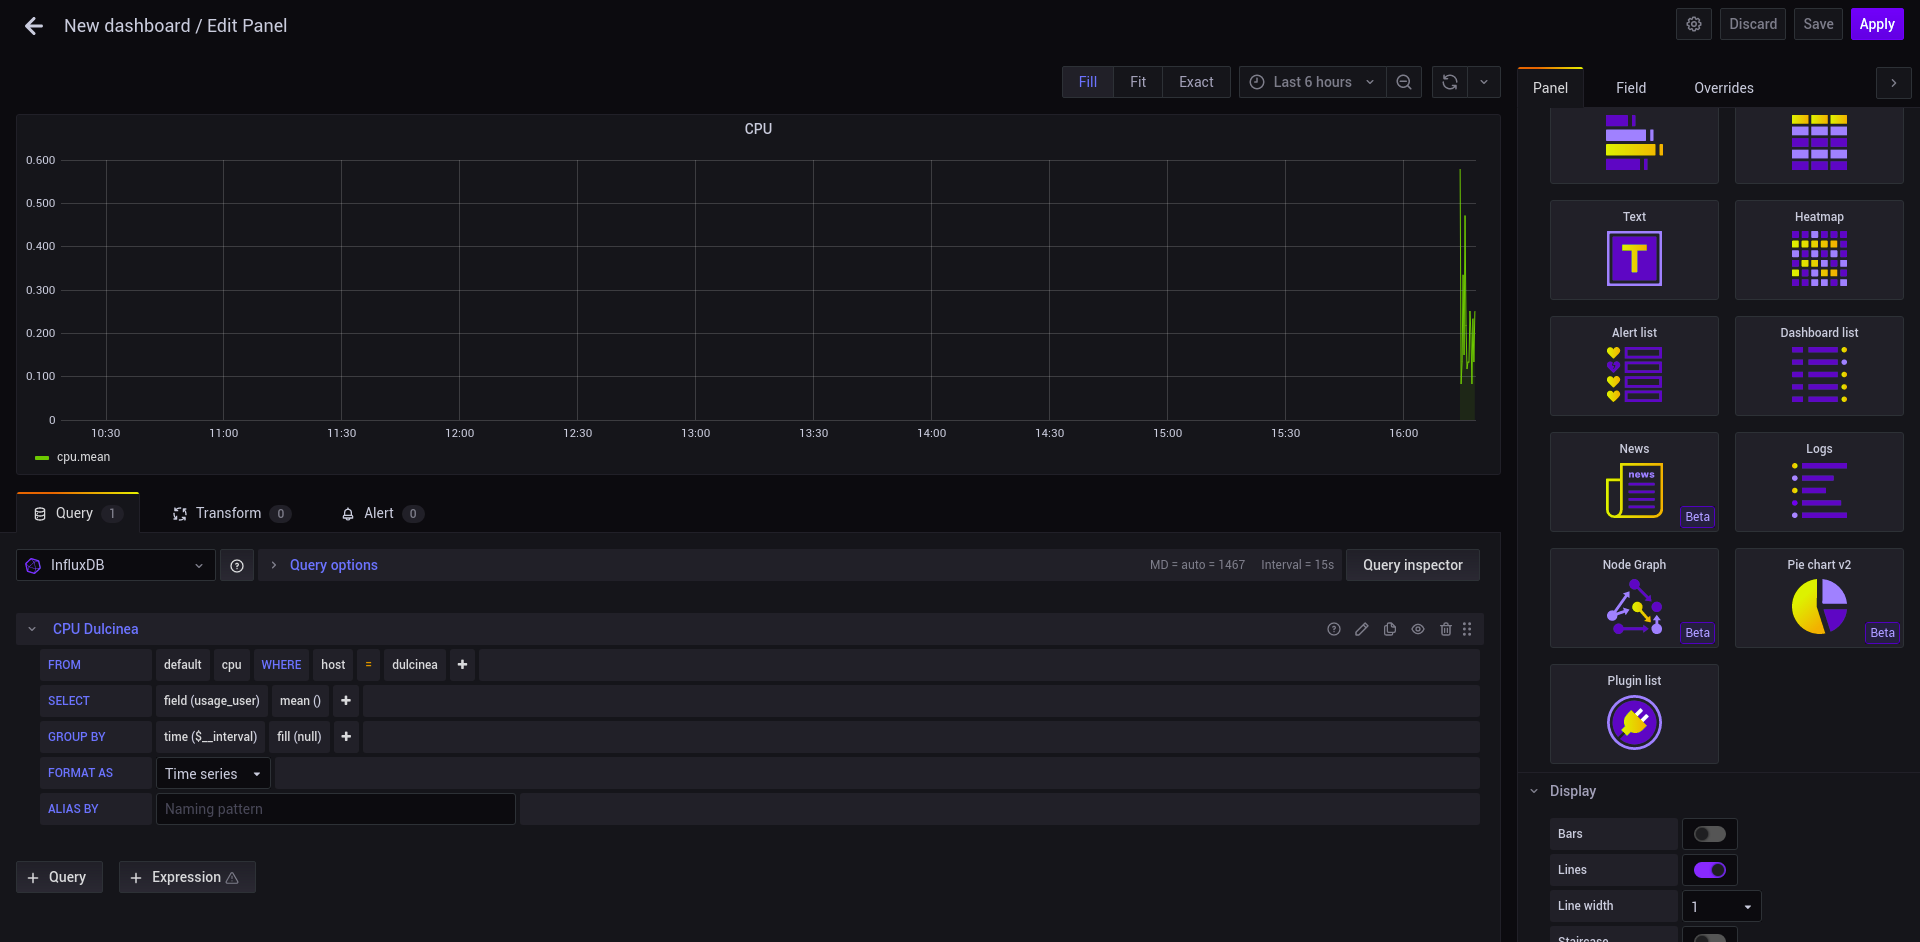 New dashboard / Edit Panel
Discard
Save
Apply
Fill
Fit
Exact
Last 6 hours
Panel
Field
Overrides
CPU
0.600
0.500
0.400
0.300
0.200
0.100
0
10:30
11:00
11:30
12:00
12:30
13:00
13:30
14:00
14:30
15:00
15:30
16:00
cpu.mean
Query 1
Transform 0
Alert 0
InfluxDB
Query options
MD = auto = 1467
Interval = 15s
Query inspector
CPU Dulcinea
FROM default cpu WHERE host = dulcinea +
SELECT field (usage_user) mean () +
GROUP BY time ($__interval) fill (null) +
FORMAT AS Time series
ALIAS BY Naming pattern
+ Query
+ Expression
Text
T
Heatmap
Alert list
Dashboard list
News
news
Beta
Logs
Node Graph
Beta
Pie chart v2
Beta
Plugin list
Display
Bars
Lines
Line width 1
Staircase